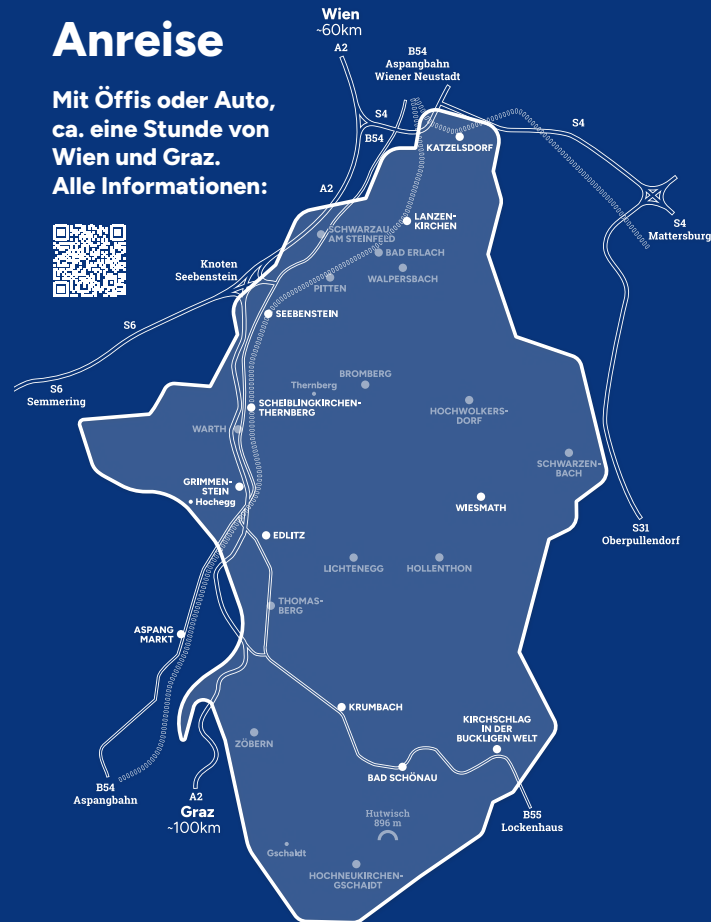 Anreise
Mit Öffis oder Auto,
ca. eine Stunde von
Wien und Graz.
Alle Informationen:
Wien
~60km
A2
B54
Aspangbahn
Wiener Neustadt
S4
B54
S4
KATZELSDORF
A2
LANZEN-
KIRCHEN
S4
Mattersburg
SCHWARZAU
AM STEINFELD
BAD ERLACH
WALPERSBACH
Knoten
Seebenstein
PITTEN
SEEBENSTEIN
S6
S6
Semmering
BROMBERG
Thernberg
SCHEIBLINGKIRCHEN-
THERNBERG
HOCHWOLKERS-
DORF
WARTH
SCHWARZEN-
BACH
GRIMMEN-
STEIN
Hochegg
WIESMATH
S31
Oberpullendorf
EDLITZ
LICHTENEGG
HOLLENTHON
THOMAS-
BERG
ASPANG
MARKT
KRUMBACH
KIRCHSCHLAG
IN DER
BUCKLIGEN WELT
ZÖBERN
BAD SCHÖNAU
B54
Aspangbahn
A2
Graz
~100km
Hutwisch
896 m
B55
Lockenhaus
Gschaldt
HOCHNEUKIRCHEN-
GSCHAIDT